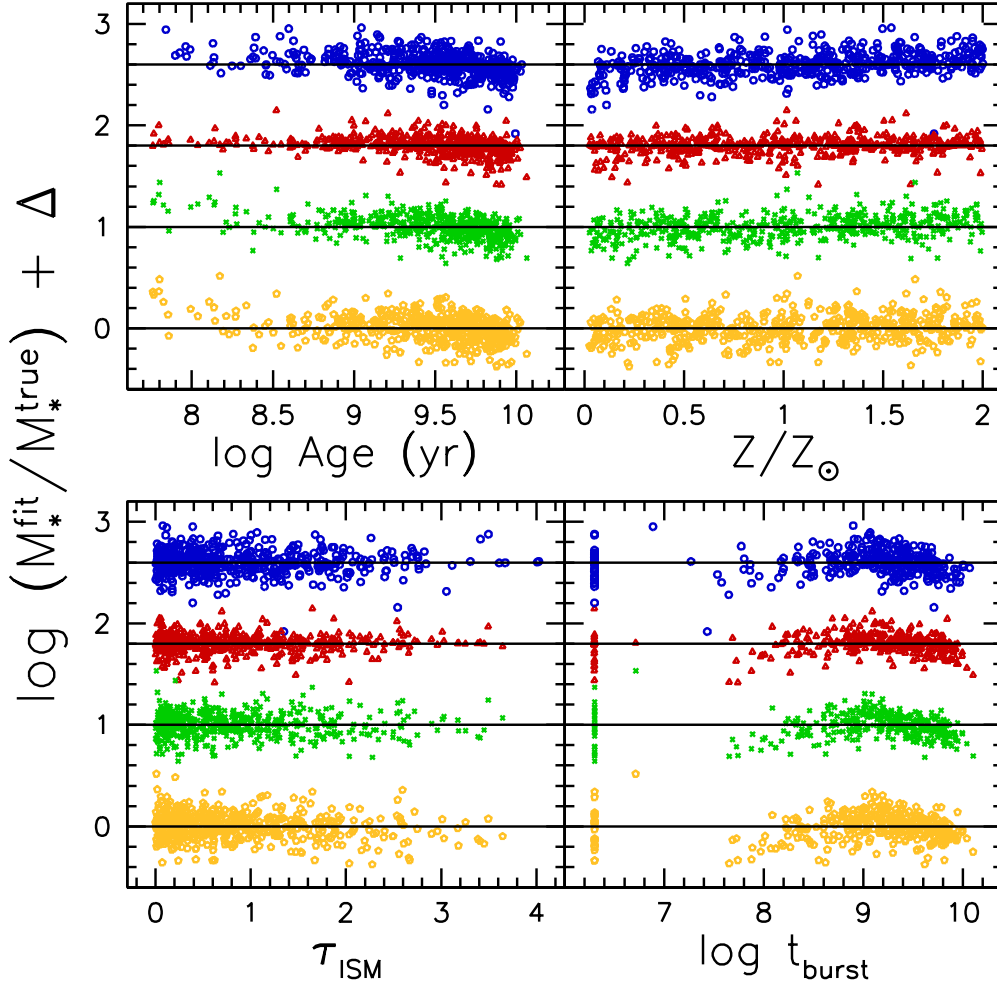 log (M*^fit/M*^true) + Δ
3
2
1
0
8 8.5 9 9.5 10
log Age (yr)
0 0.5 1 1.5 2
Z/Z⊙
3
2
1
0
0 1 2 3 4
τISM
7 8 9 10
log tburst